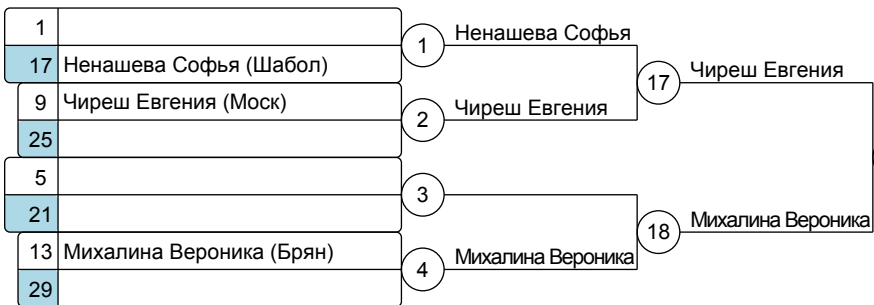 1
17 Ненашева Софья (Шабол)
9 Чиреш Евгения (Моск)
25
5
21
13 Михалина Вероника (Брян)
29
1 Ненашева Софья
2 Чиреш Евгения
3
4 Михалина Вероника
17 Чиреш Евгения
18 Михалина Вероника